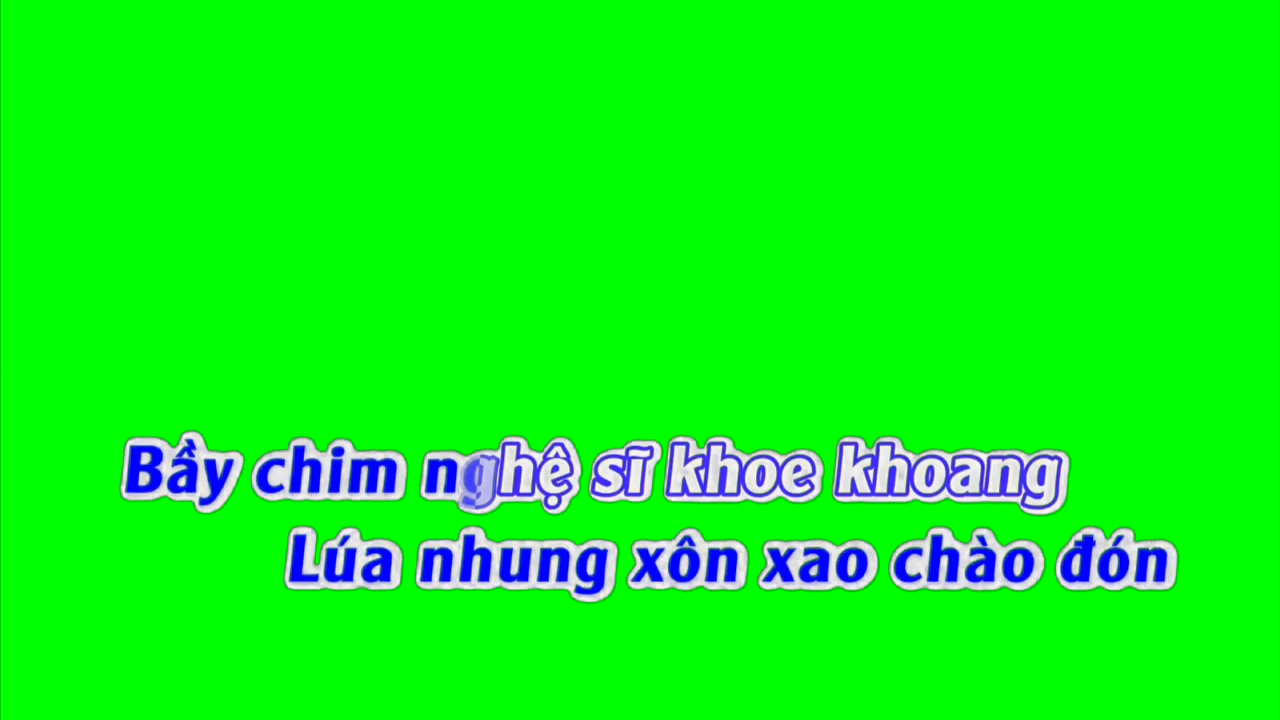 Bầy chim nghệ sĩ khoe khoang
Lúa nhung xôn xao chào đón